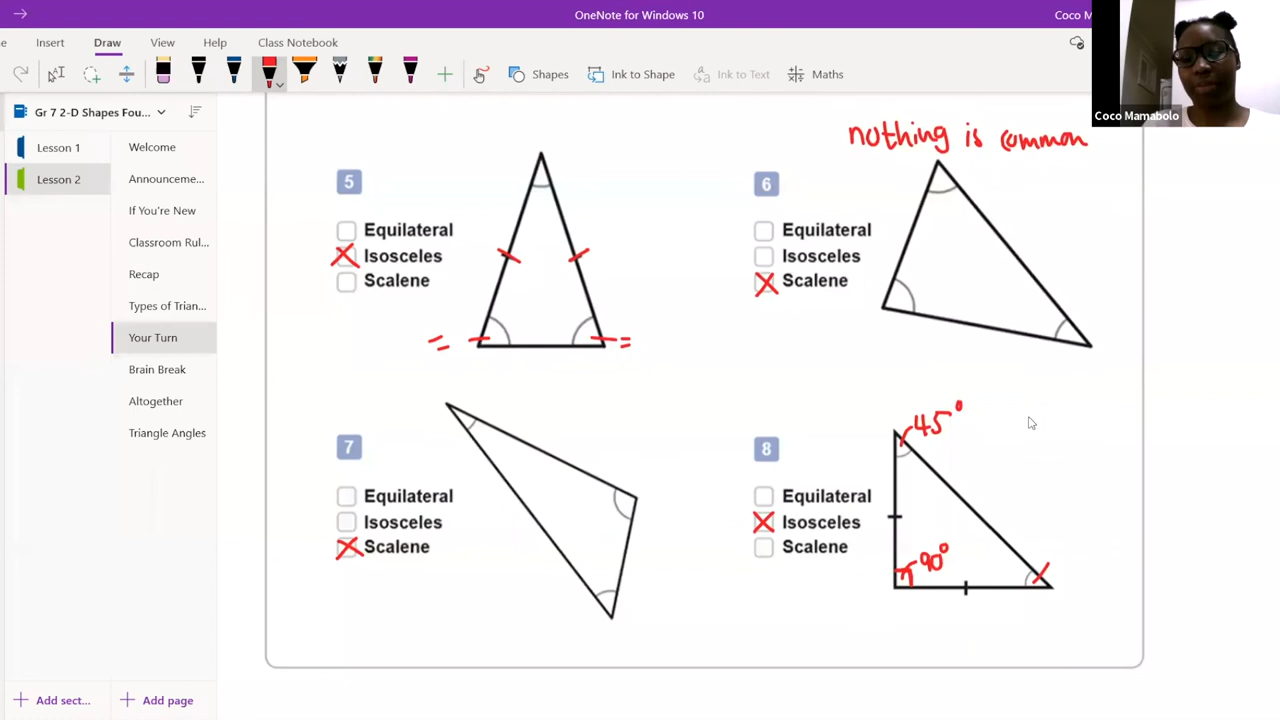 OneNote for Windows 10
Coco M
Insert
Draw
View
Help
Class Notebook
Shapes
Ink to Shape
Ink to Text
Maths
Coco Mamabolo
Gr 7 2-D Shapes Fou...
Lesson 1
Lesson 2
Welcome
Announceme...
If You're New
Classroom Rul...
Recap
Types of Trian...
Your Turn
Brain Break
Altogether
Triangle Angles
Add sect...
Add page
nothing is common
5
Equilateral
Isosceles
Scalene
= =
6
Equilateral
Isosceles
Scalene
7
Equilateral
Isosceles
Scalene
8
Equilateral
Isosceles
Scalene
45°
90°